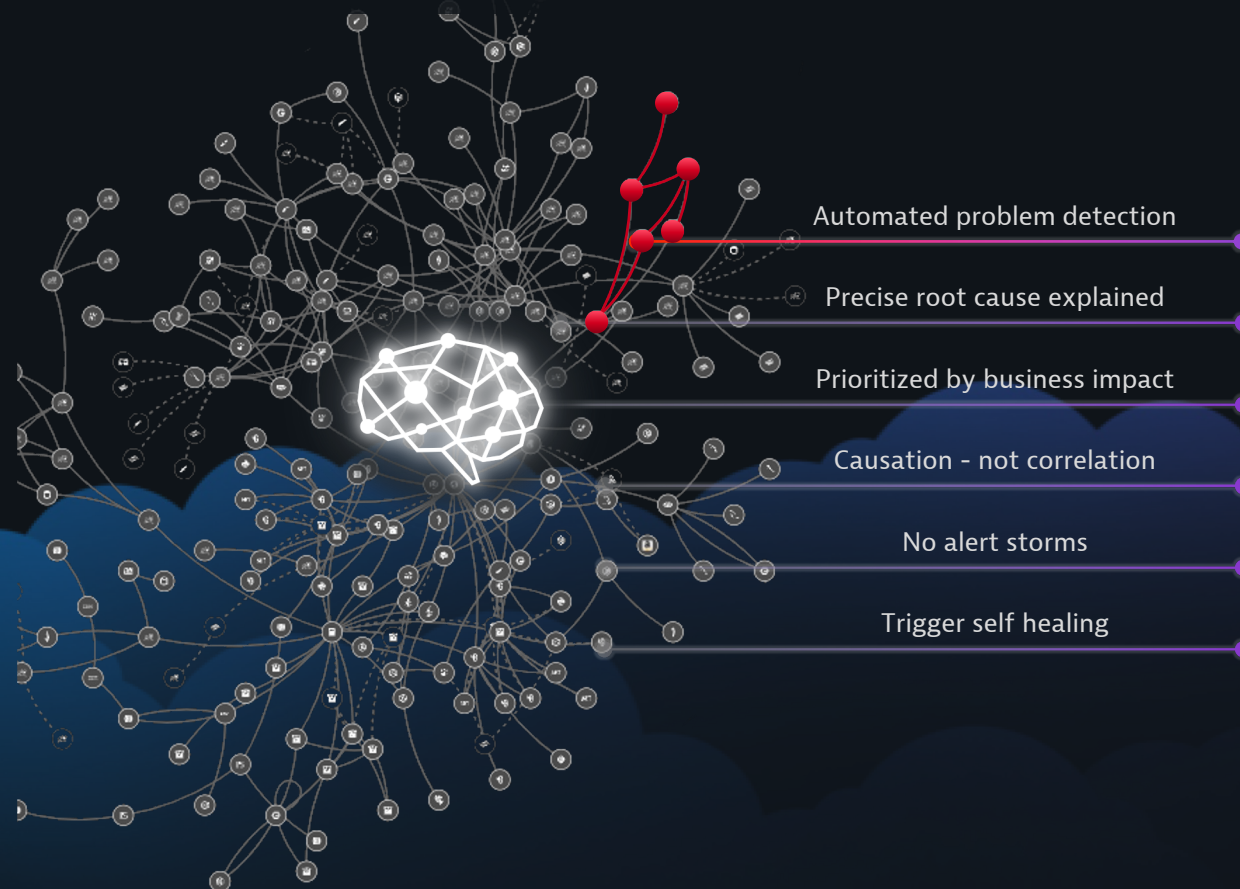 Automated problem detection
Precise root cause explained
Prioritized by business impact
Causation - not correlation
No alert storms
Trigger self healing